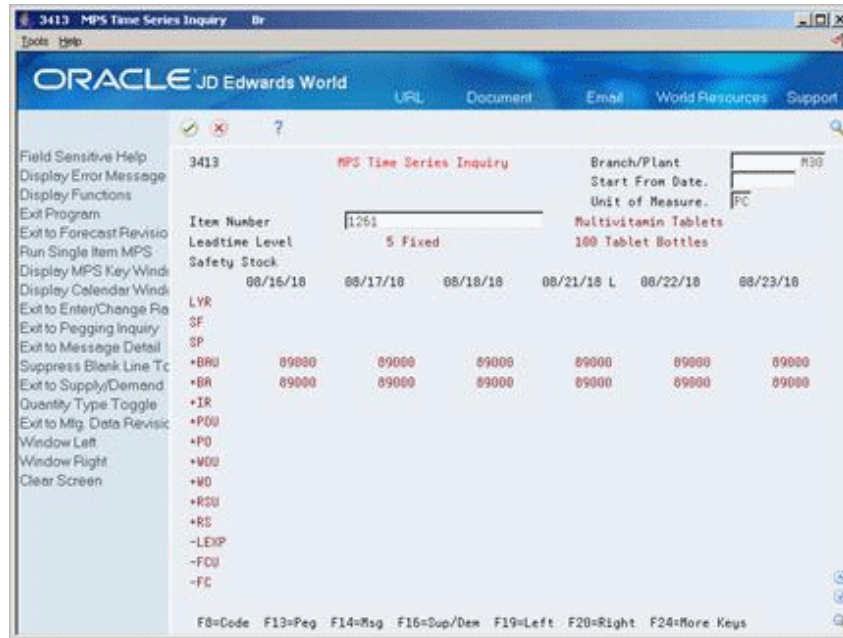 3413 MPS Time Series Inquiry Br
Tools Help
ORACLE JD Edwards World
URL Document Email World Resources Support
?
Field Sensitive Help
Display Error Message
Display Functions
Exit Program
Exit to Forecast Revisio
Run Single Item MPS
Display MPS Key Windo
Display Calendar Windo
Exit to Enter/Change Ra
Exit to Pegging Inquiry
Exit to Message Detail
Suppress Blank Line To
Exit to Supply/Demand
Quantity Type Toggle
Exit to Mfg. Data Revisio
Window Left
Window Right
Clear Screen
3413 MPS Time Series Inquiry Branch/Plant M30
Start From Date.
Unit of Measure. PC
Item Number 1261 Multivitamin Tablets
Leadtime Level 5 Fixed 100 Tablet Bottles
Safety Stock
08/16/18 08/17/18 08/18/18 08/21/18 L 08/22/18 08/23/18
LYR
SF
SP
+BAU 89000 89000 89000 89000 89000 89000
+BA 89000 89000 89000 89000 89000 89000
+IR
+POU
+PO
+WOU
+WO
+RSU
+RS
-LEXP
-FCU
-FC
F8=Code F13=Peg F14=Msg F16=Sup/Dem F19=Left F20=Right F24=More Keys